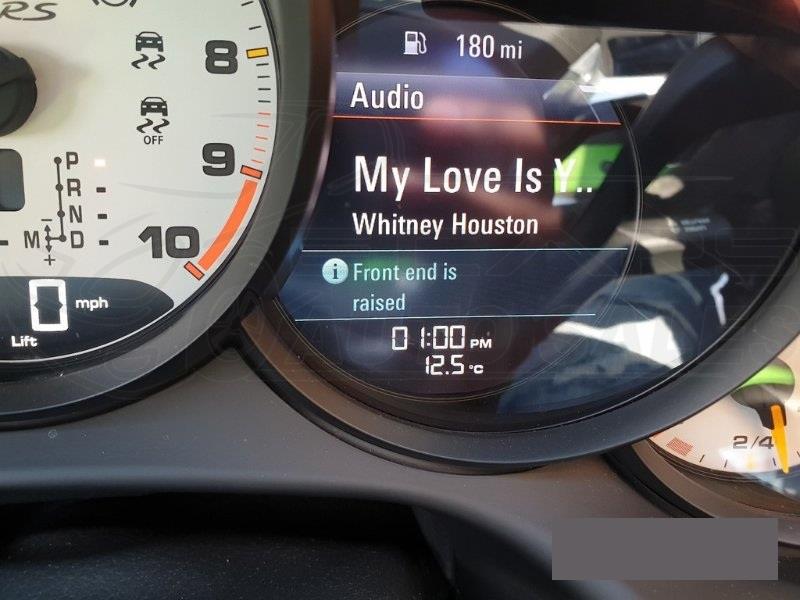 RS
8
OFF
9
P
R
N
M D
-
+
10
0 mph
Lift
180 mi
Audio
My Love Is Y..
Whitney Houston
Front end is
raised
01:00 PM
12.5 °C
2/4